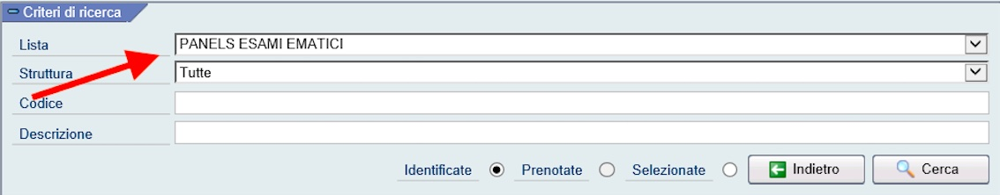 Criteri di ricerca
Lista PANELS ESAMI EMATICI
Struttura Tutte
Codice
Descrizione
Identificate Prenotate Selezionate Indietro Cerca